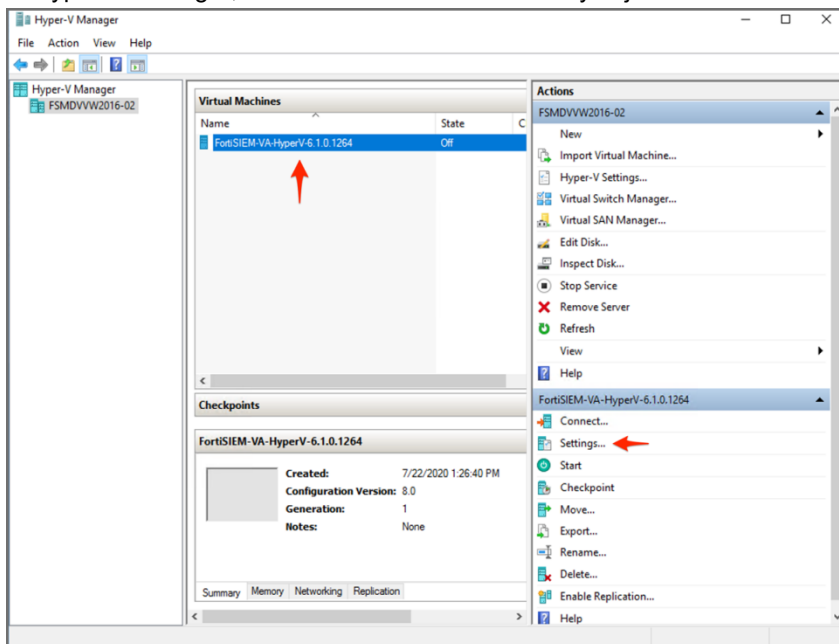 Hyper-V Manager
File Action View Help
Hyper-V Manager
FSMDVVW2016-02
Virtual Machines
Name State C
FortiSIEM-VA-HyperV-6.1.0.1264 Off
Checkpoints
FortiSIEM-VA-HyperV-6.1.0.1264
Created: 7/22/2020 1:26:40 PM
Configuration Version: 8.0
Generation: 1
Notes: None
Summary Memory Networking Replication
Actions
FSMDVVW2016-02
New
Import Virtual Machine...
Hyper-V Settings...
Virtual Switch Manager...
Virtual SAN Manager...
Edit Disk...
Inspect Disk...
Stop Service
Remove Server
Refresh
View
Help
FortiSIEM-VA-HyperV-6.1.0.1264
Connect...
Settings...
Start
Checkpoint
Move...
Export...
Rename...
Delete...
Enable Replication...
Help